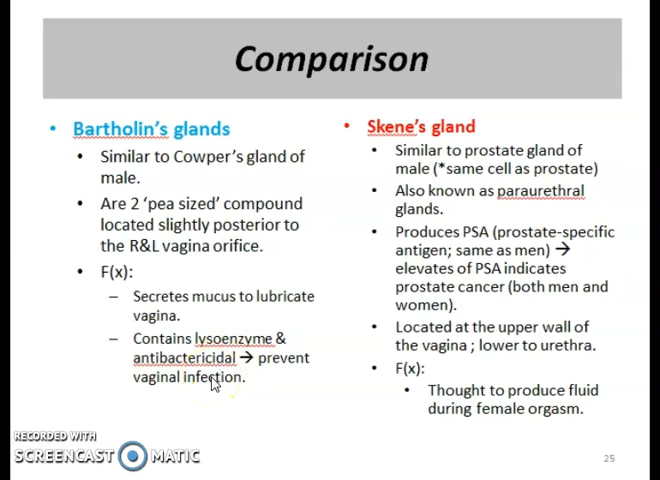 Comparison
• Bartholin's glands
• Similar to Cowper's gland of
male.
• Are 2 'pea sized' compound
located slightly posterior to
the R&L vagina orifice.
• F(x):
– Secretes mucus to lubricate
vagina.
– Contains lysoenzyme &
antibactericidal → prevent
vaginal infection.
• Skene's gland
• Similar to prostate gland of
male (*same cell as prostate)
• Also known as paraurethral
glands.
• Produces PSA (prostate-specific
antigen; same as men) →
elevates of PSA indicates
prostate cancer (both men and
women).
• Located at the upper wall of
the vagina ; lower to urethra.
• F(x):
• Thought to produce fluid
during female orgasm.
RECORDED WITH
SCREENCAST MATIC
25